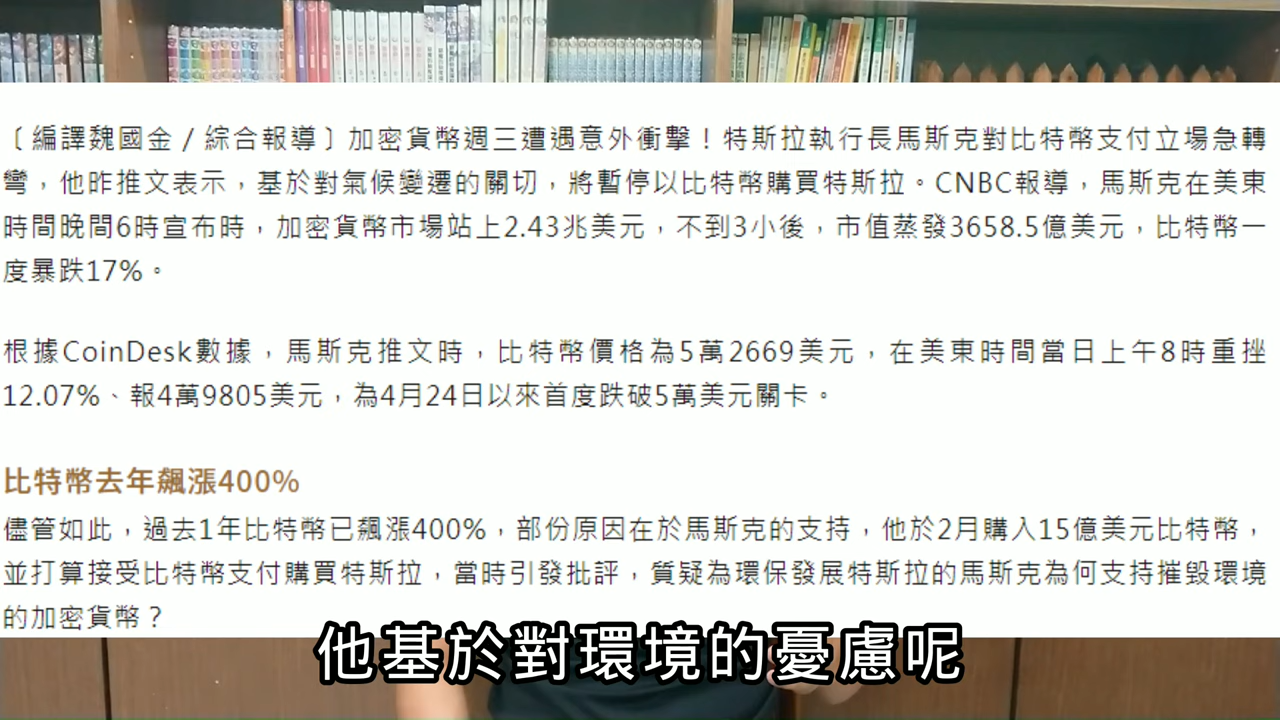 〔編譯魏國金／綜合報導〕加密貨幣週三遭遇意外衝擊！特斯拉執行長馬斯克對比特幣支付立場急轉
彎，他昨推文表示，基於對氣候變遷的關切，將暫停以比特幣購買特斯拉。CNBC報導，馬斯克在美東
時間晚間6時宣布時，加密貨幣市場站上2.43兆美元，不到3小後，市值蒸發3658.5億美元，比特幣一
度暴跌17%。
根據CoinDesk數據，馬斯克推文時，比特幣價格為5萬2669美元，在美東時間當日上午8時重挫
12.07%、報4萬9805美元，為4月24日以來首度跌破5萬美元關卡。
比特幣去年飆漲400%
儘管如此，過去1年比特幣已飆漲400%，部份原因在於馬斯克的支持，他於2月購入15億美元比特幣，
並打算接受比特幣支付購買特斯拉，當時引發批評，質疑為環保發展特斯拉的馬斯克為何支持摧毀環境
的加密貨幣？
他基於對環境的憂慮呢